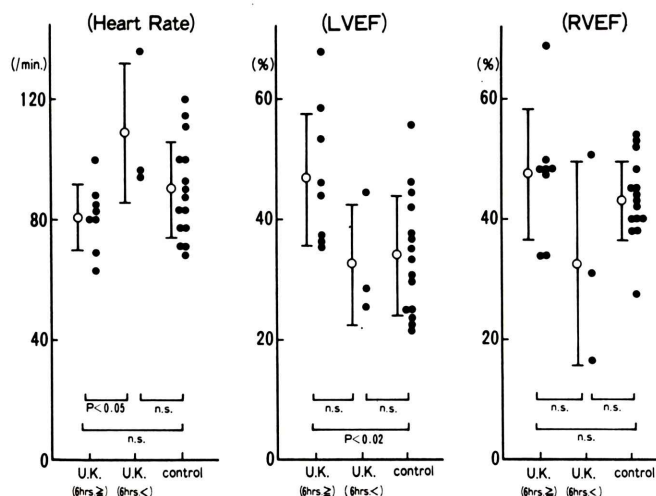 (Heart Rate)
(/min.)
120
80
40
0
P<0.05
n.s.
n.s.
U.K. U.K. control
(6hrs.≧) (6hrs.<)
(LVEF)
(%)
60
40
20
0
n.s.
n.s.
P<0.02
U.K. U.K. control
(6hrs.≧) (6hrs.<)
(RVEF)
(%)
60
40
20
0
n.s.
n.s.
n.s.
U.K. U.K. control
(6hrs.≧) (6hrs.<)